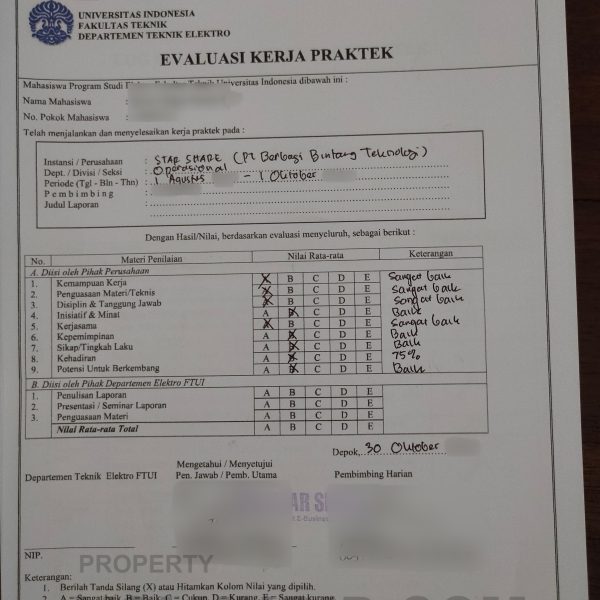 UNIVERSITAS INDONESIA
FAKULTAS TEKNIK
DEPARTEMEN TEKNIK ELEKTRO
EVALUASI KERJA PRAKTEK
Mahasiswa Program Studi Fakultas Teknik Universitas Indonesia dibawah ini :
Nama Mahasiswa :
No. Pokok Mahasiswa :
Telah menjalankan dan menyelesaikan kerja praktek pada :
Instansi / Perusahaan : STAR SHARE (PT Berbagi Bintang Teknologi)
Dept. / Divisi / Seksi : Operasional
Periode (Tgl - Bln - Thn) : 1 Agustus - 1 Oktober
Pembimbing :
Judul Laporan :
Dengan Hasil/Nilai, berdasarkan evaluasi menyeluruh, sebagai berikut :
No. Materi Penilaian Nilai Rata-rata Keterangan
A. Diisi oleh Pihak Perusahaan
1. Kemampuan Kerja X B C D E Sangat baik
2. Penguasaan Materi/Teknis X B C D E Sangat baik
3. Disiplin & Tanggung Jawab X B C D E Sangat baik
4. Inisiatif & Minat A X C D E Baik
5. Kerjasama X B C D E Sangat baik
6. Kepemimpinan A X C D E Baik
7. Sikap/Tingkah Laku A X C D E Baik
8. Kehadiran A X C D E 75%
9. Potensi Untuk Berkembang A X C D E Baik
B. Diisi oleh Pihak Departemen Elektro FTUI
1. Penulisan Laporan A B C D E
2. Presentasi / Seminar Laporan A B C D E
3. Penguasaan Materi A B C D E
Nilai Rata-rata Total A B C D E
Depok, 30 Oktober
Mengetahui / Menyetujui
Departemen Teknik Elektro FTUI Pen. Jawab / Pemb. Utama Pembimbing Harian
E-Business
NIP.
PROPERTY
Keterangan:
1. Berilah Tanda Silang (X) atau Hitamkan Kolom Nilai yang dipilih.
2. A = Sangat baik, B = Baik, C = Cukup, D = Kurang, E = Sangat kurang.